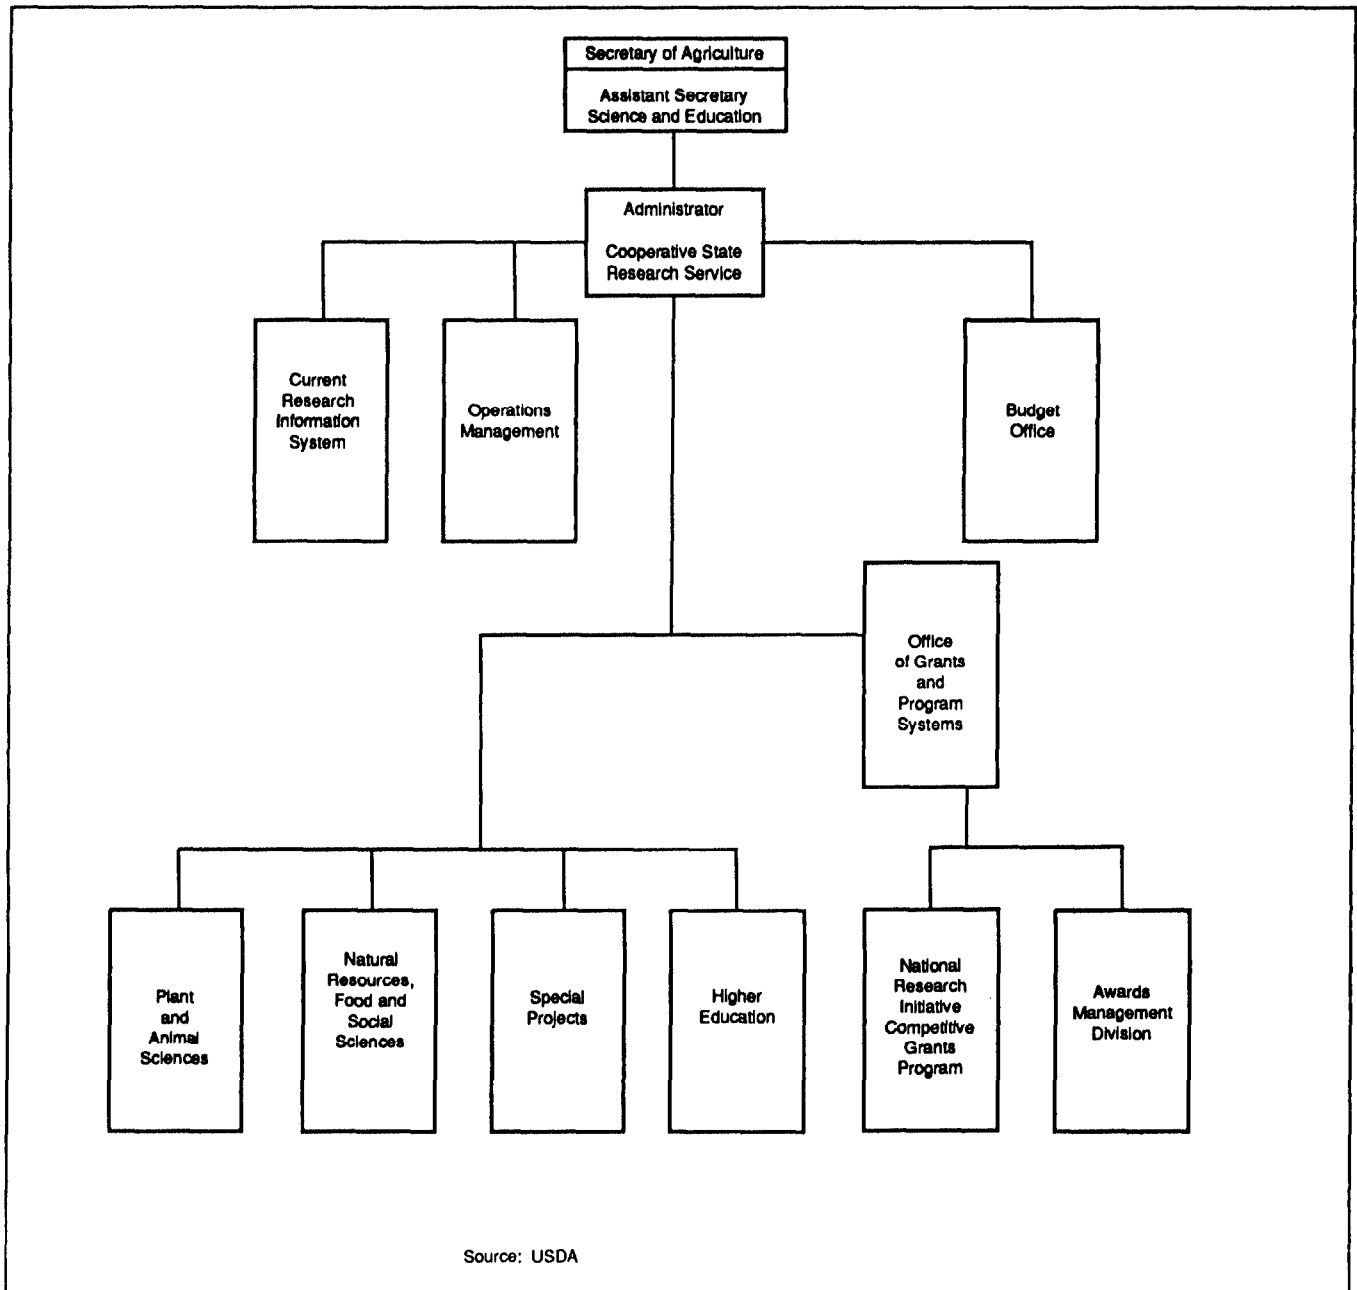 Secretary of Agriculture
Assistant Secretary
Science and Education
Administrator
Cooperative State
Research Service
Current
Research
Information
System
Operations
Management
Budget
Office
Office
of Grants
and
Program
Systems
Plant
and
Animal
Sciences
Natural
Resources,
Food and
Social
Sciences
Special
Projects
Higher
Education
National
Research
Initiative
Competitive
Grants
Program
Awards
Management
Division
Source: USDA